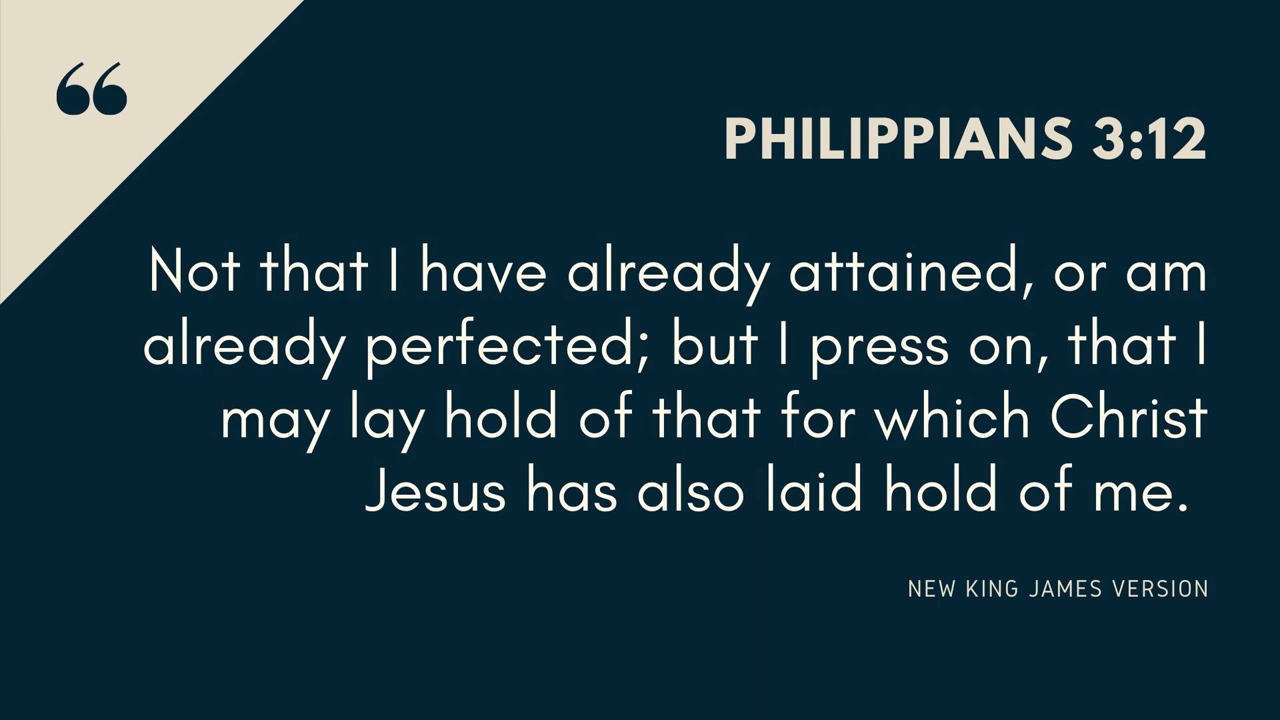 “
PHILIPPIANS 3:12
Not that I have already attained, or am
already perfected; but I press on, that I
may lay hold of that for which Christ
Jesus has also laid hold of me.
NEW KING JAMES VERSION